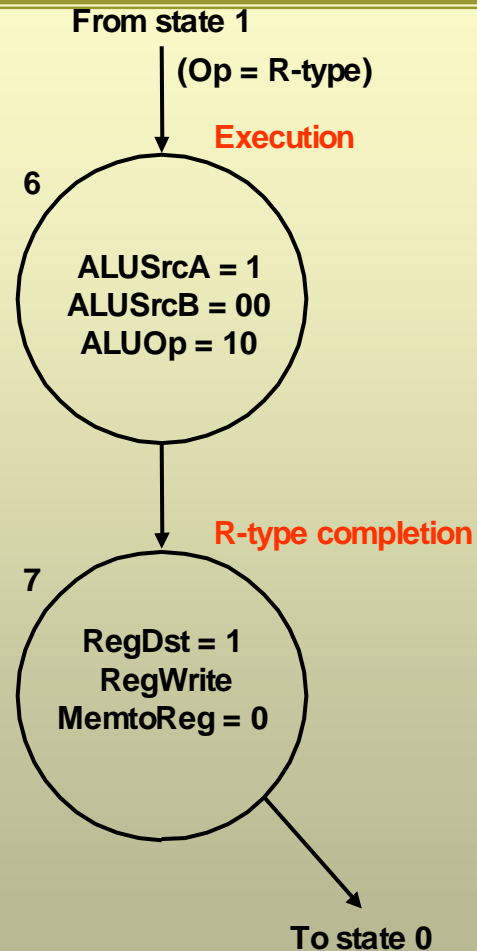 From state 1
(Op = R-type)
Execution
6
ALUSrcA = 1
ALUSrcB = 00
ALUOp = 10
R-type completion
7
RegDst = 1
RegWrite
MemtoReg = 0
To state 0